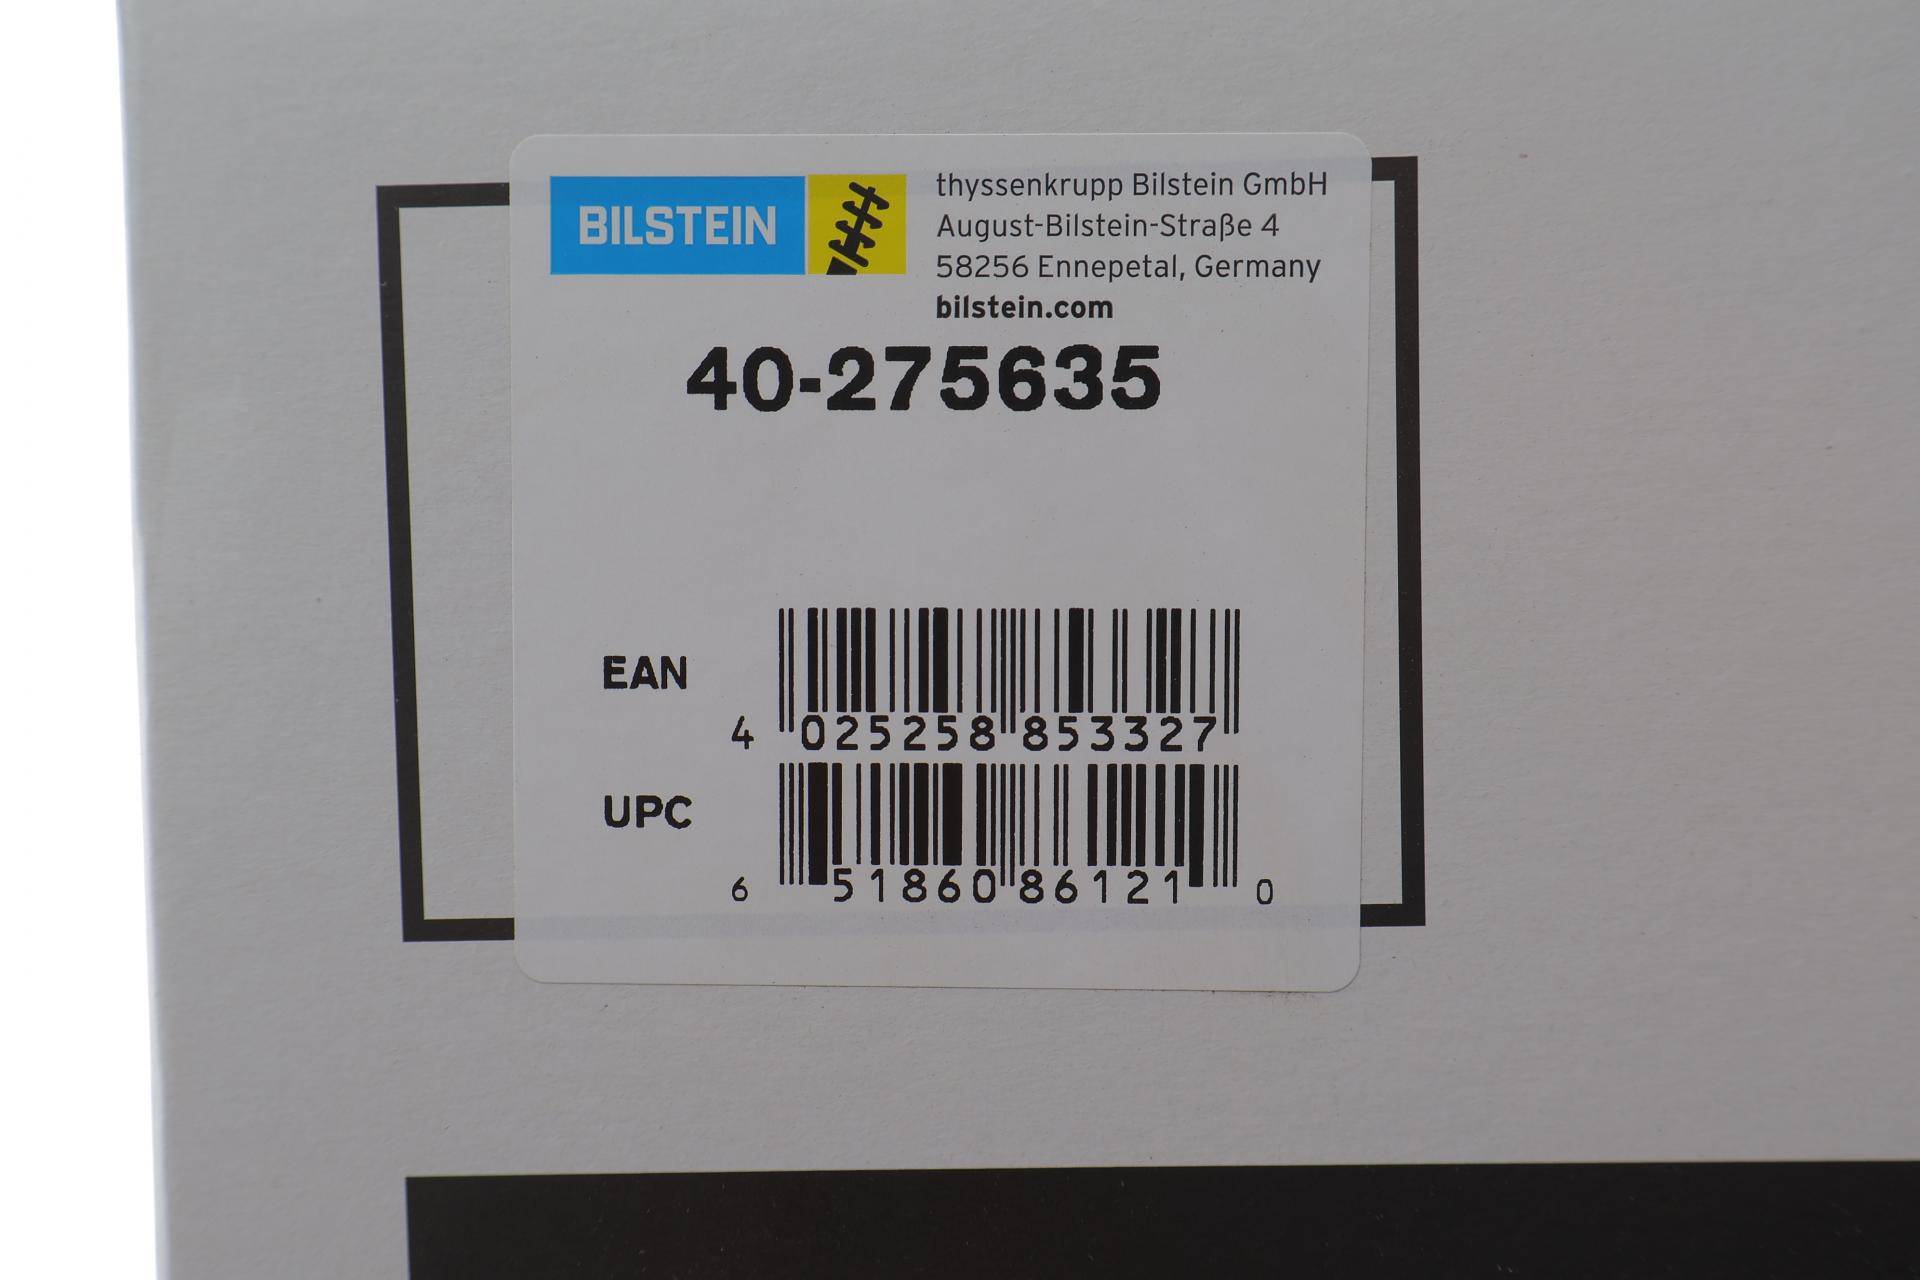 BILSTEIN
thyssenkrupp Bilstein GmbH
August-Bilstein-Straße 4
58256 Ennepetal, Germany
bilstein.com
40-275635
EAN
4 025258 853327
UPC
6 51860 86121 0